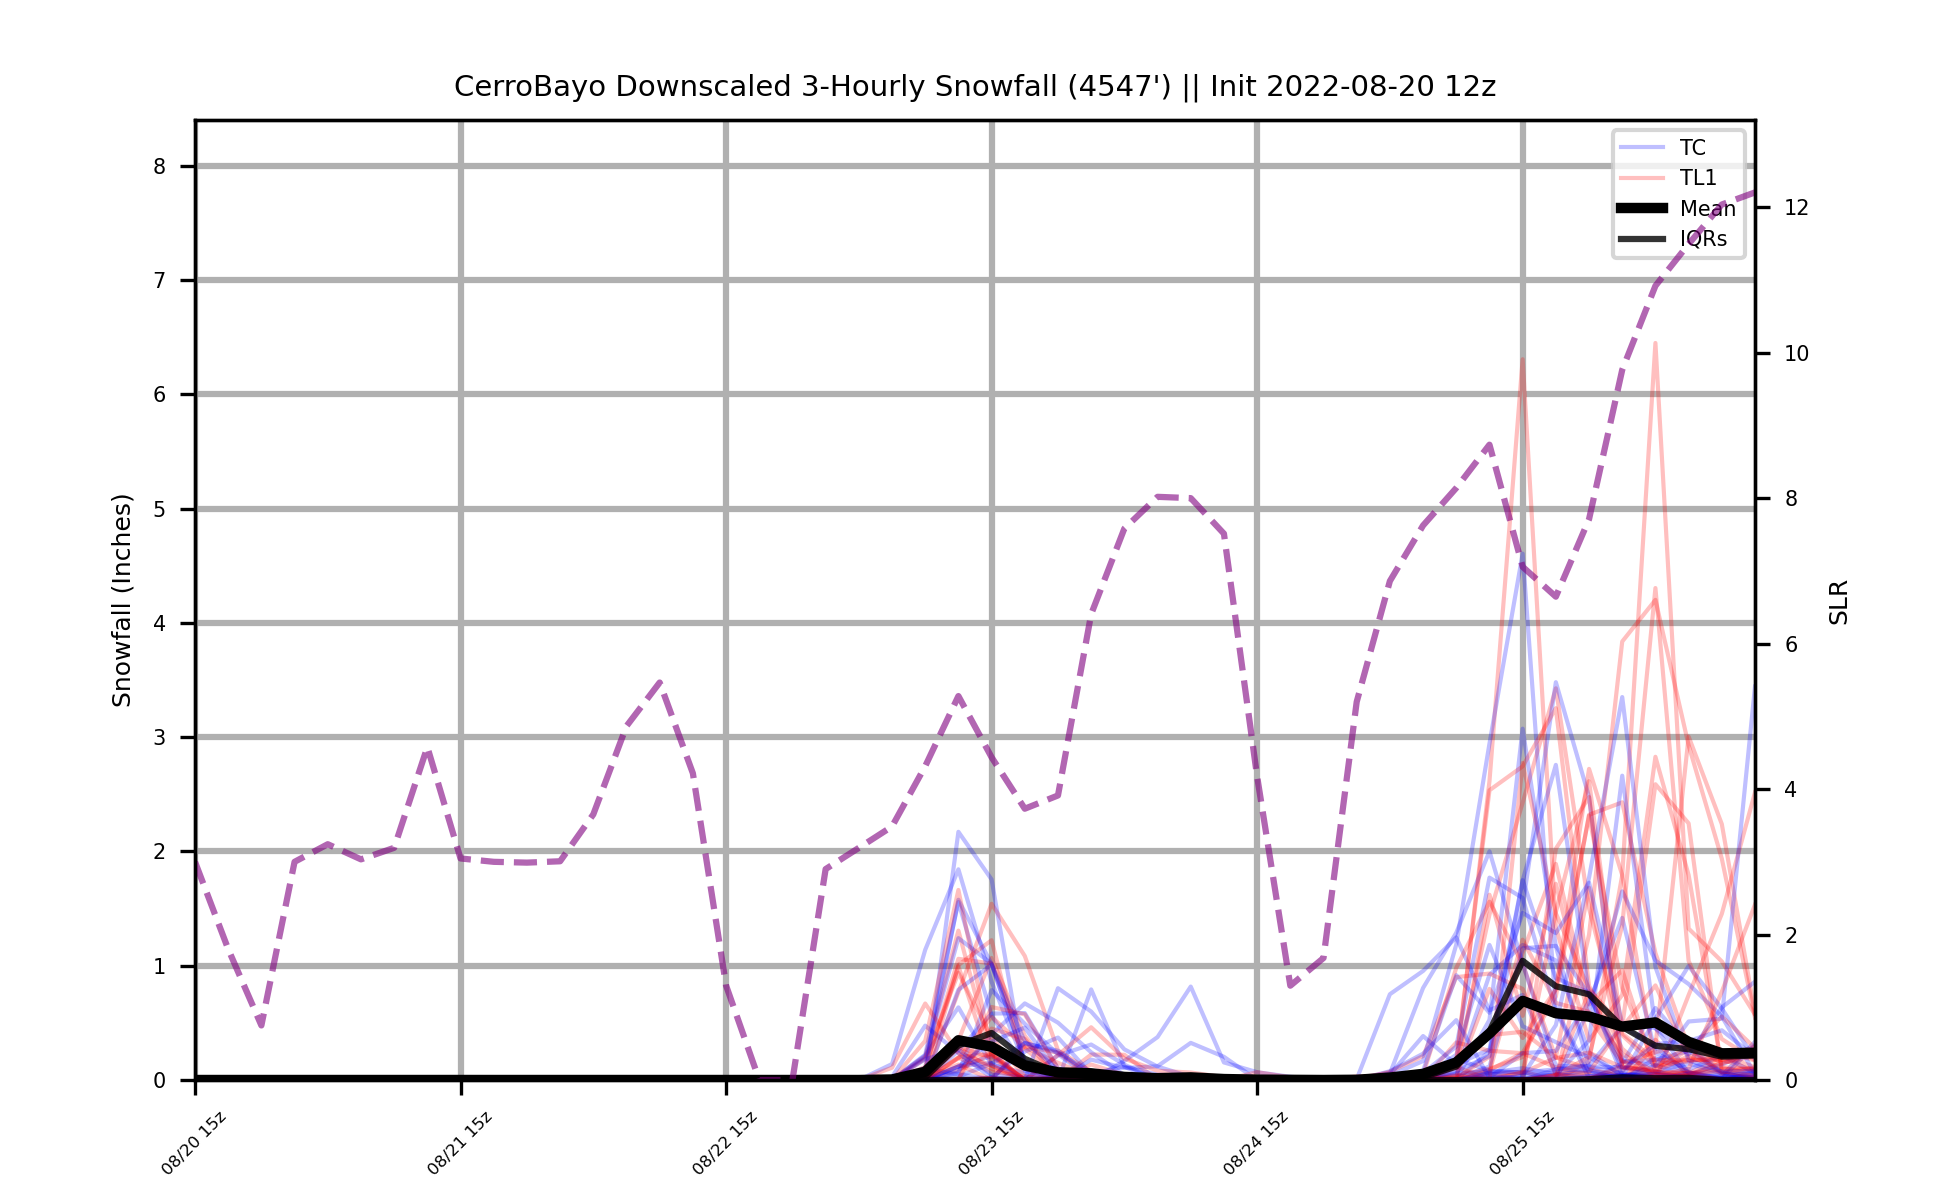 CerroBayo Downscaled 3-Hourly Snowfall (4547') || Init 2022-08-20 12z
TC
TL1
Mean
IQRs
8
7
6
5
4
3
2
1
0
Snowfall (Inches)
12
10
8
6
4
2
0
SLR
08/20 15z
08/21 15z
08/22 15z
08/23 15z
08/24 15z
08/25 15z